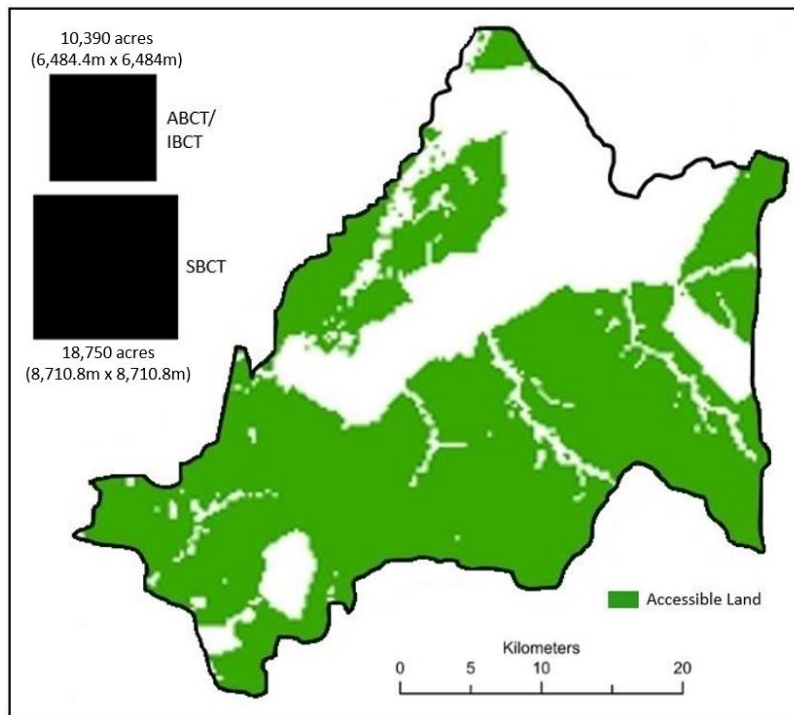 10,390 acres
(6,484.4m x 6,484m)
ABCT/
IBCT
SBCT
18,750 acres
(8,710.8m x 8,710.8m)
Accessible Land
Kilometers
0 5 10 20